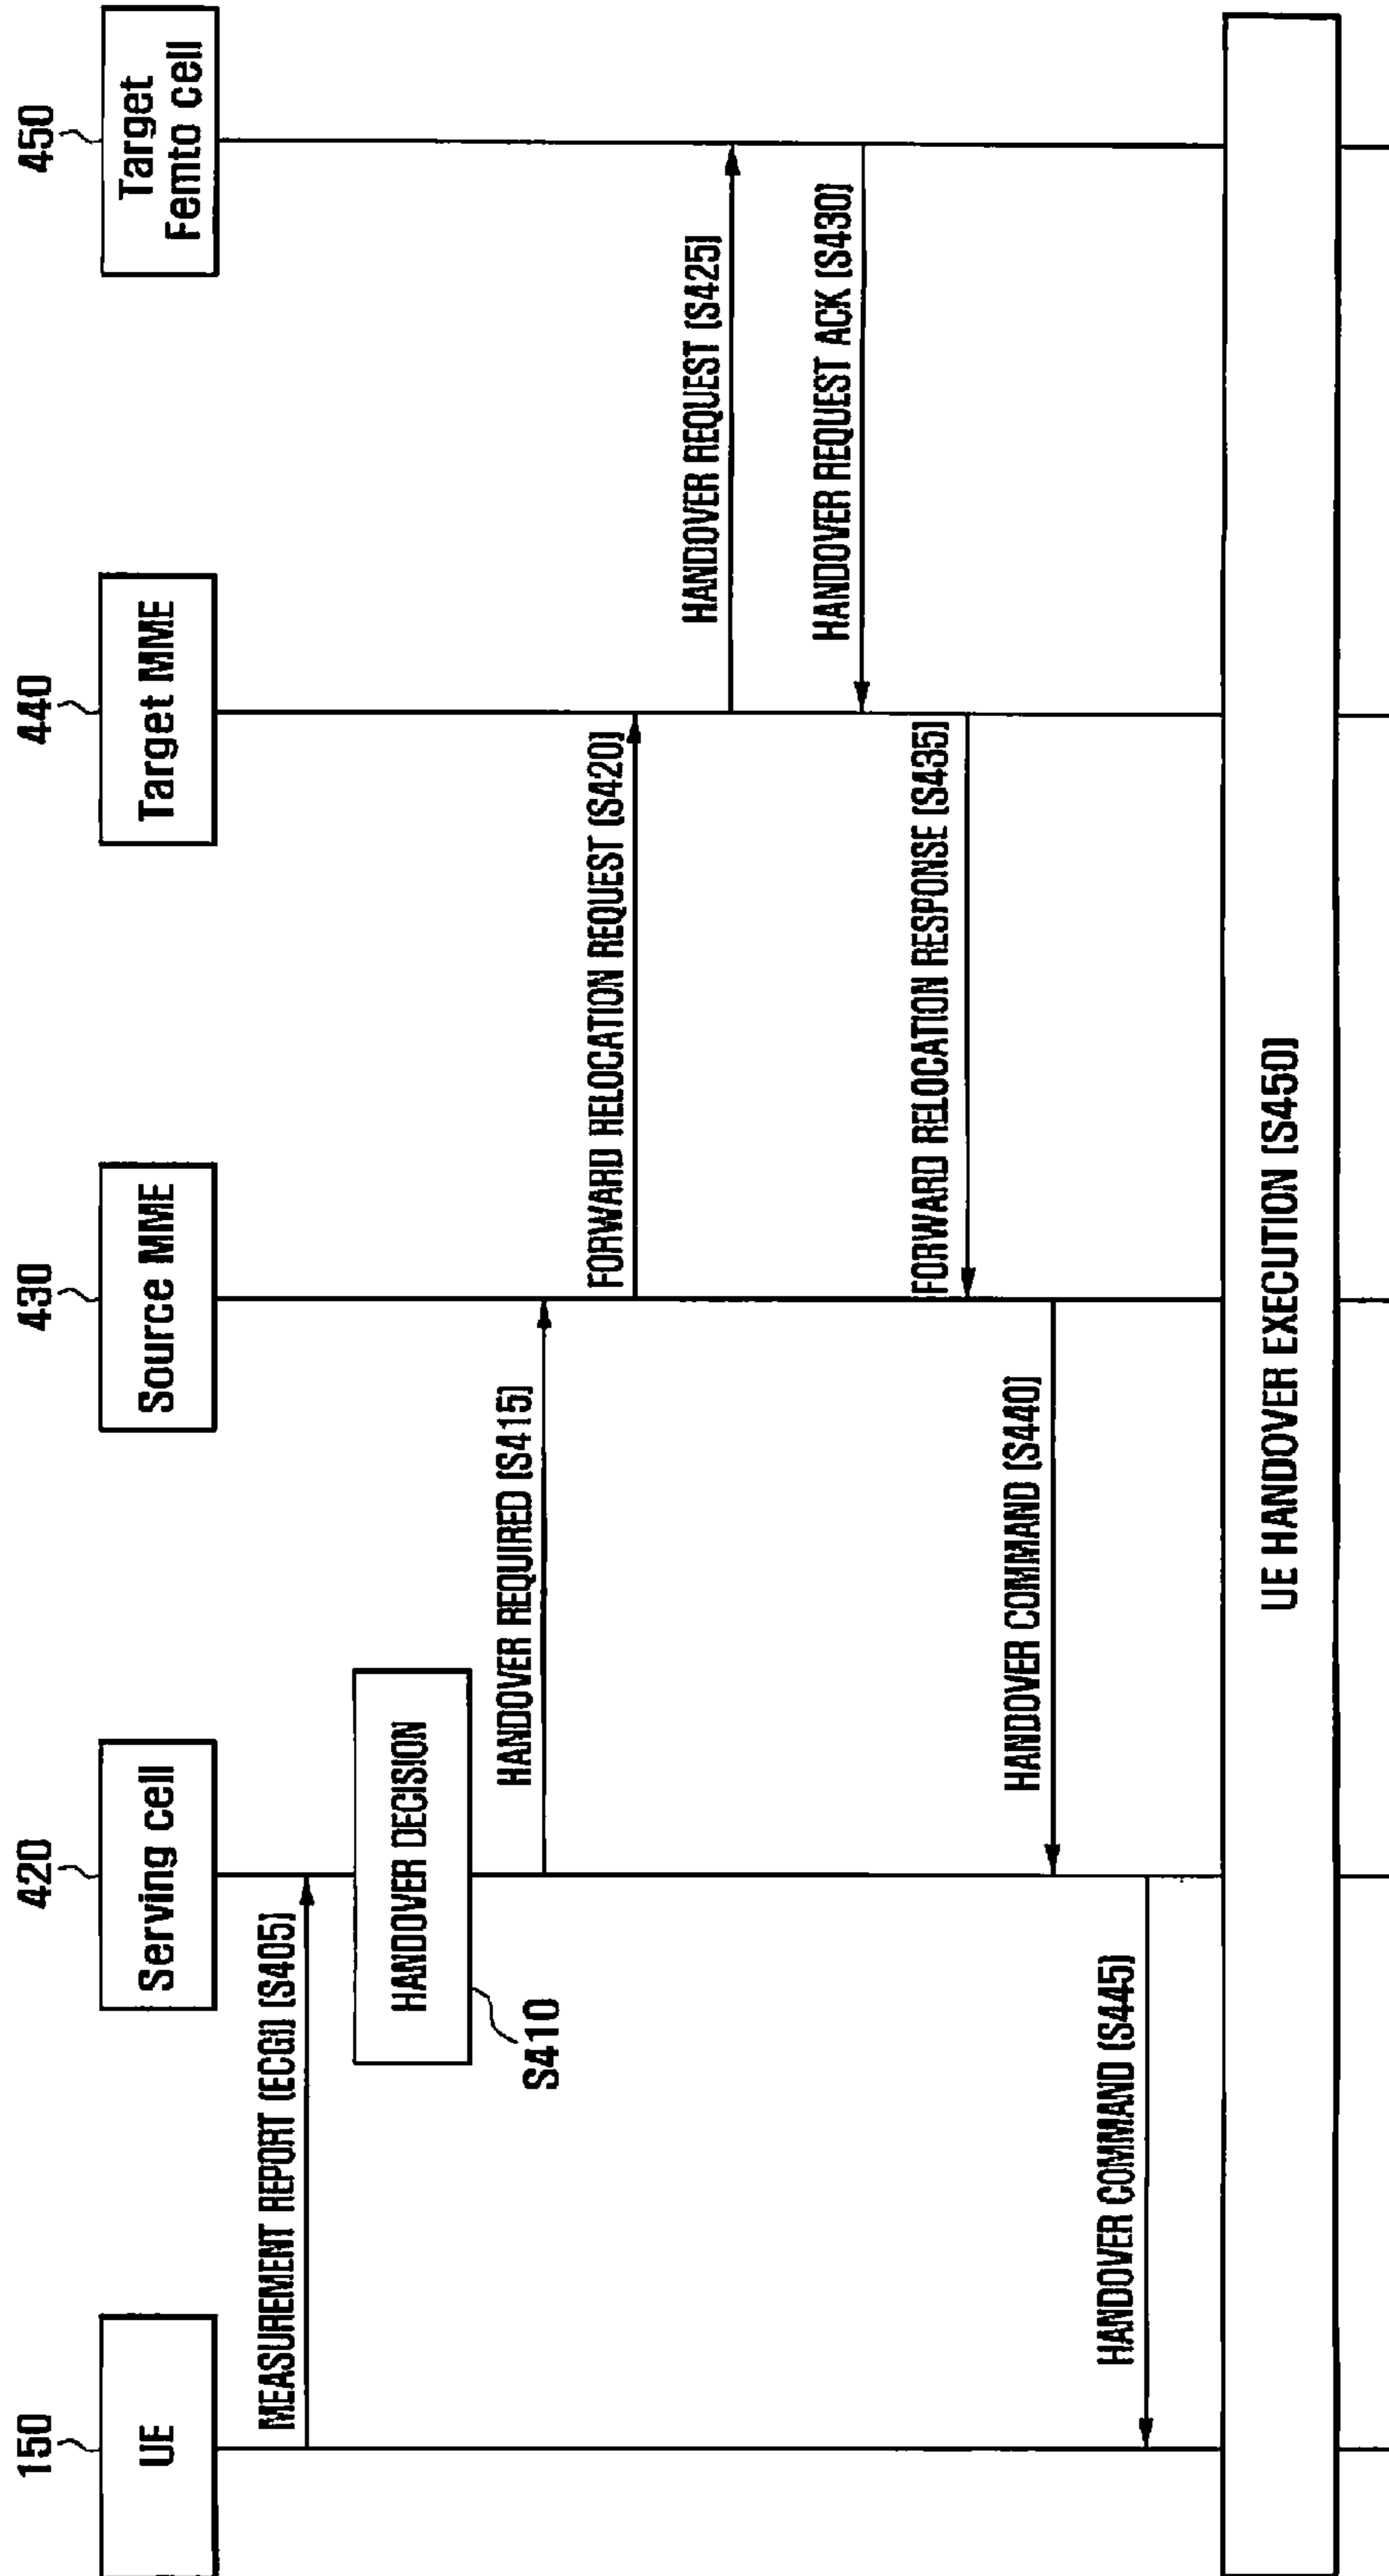 150
UE
420
Serving cell
430
Source MME
440
Target MME
450
Target
Femto cell
MEASUREMENT REPORT (ECGI) (S405)
HANDOVER DECISION
S410
HANDOVER REQUIRED (S415)
FORWARD RELOCATION REQUEST (S420)
HANDOVER REQUEST (S425)
HANDOVER REQUEST ACK (S430)
FORWARD RELOCATION RESPONSE (S435)
HANDOVER COMMAND (S440)
HANDOVER COMMAND (S445)
UE HANDOVER EXECUTION (S450)